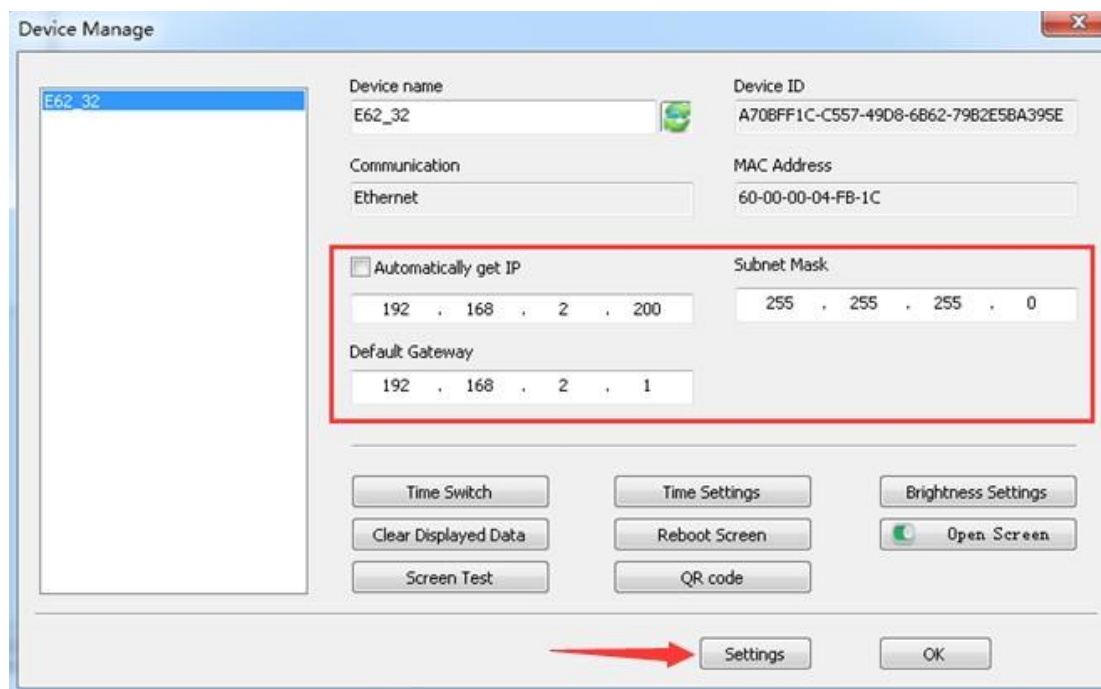 Device Manage
E62_32
Device name
Device ID
E62_32
A70BFF1C-C557-49D8-6B62-79B2E5BA395E
Communication
MAC Address
Ethernet
60-00-00-04-FB-1C
Automatically get IP
Subnet Mask
192 . 168 . 2 . 200
255 . 255 . 255 . 0
Default Gateway
192 . 168 . 2 . 1
Time Switch
Time Settings
Brightness Settings
Clear Displayed Data
Reboot Screen
Open Screen
Screen Test
QR code
Settings
OK